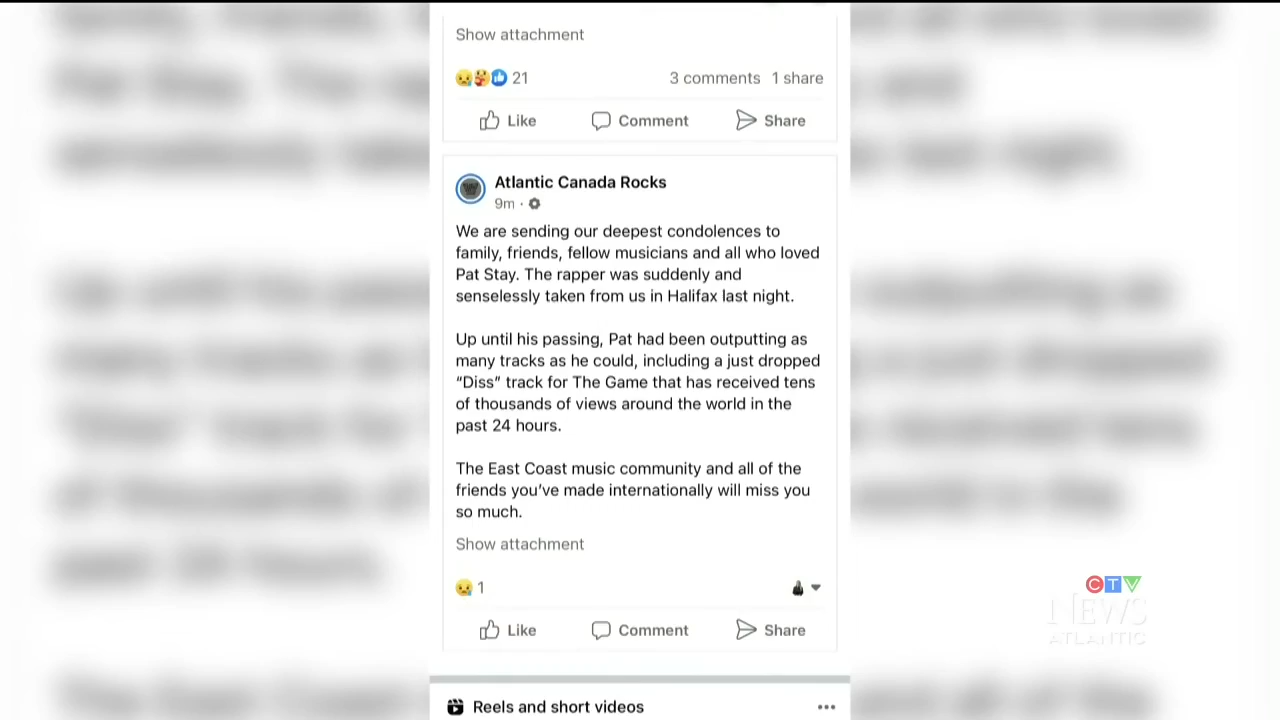 Show attachment
21 3 comments 1 share
Like Comment Share
Atlantic Canada Rocks
9m ·
We are sending our deepest condolences to
family, friends, fellow musicians and all who loved
Pat Stay. The rapper was suddenly and
senselessly taken from us in Halifax last night.
Up until his passing, Pat had been outputting as
many tracks as he could, including a just dropped
“Diss” track for The Game that has received tens
of thousands of views around the world in the
past 24 hours.
The East Coast music community and all of the
friends you’ve made internationally will miss you
so much.
Show attachment
1
Like Comment Share
Reels and short videos
CTV
NEWS
ATLANTIC